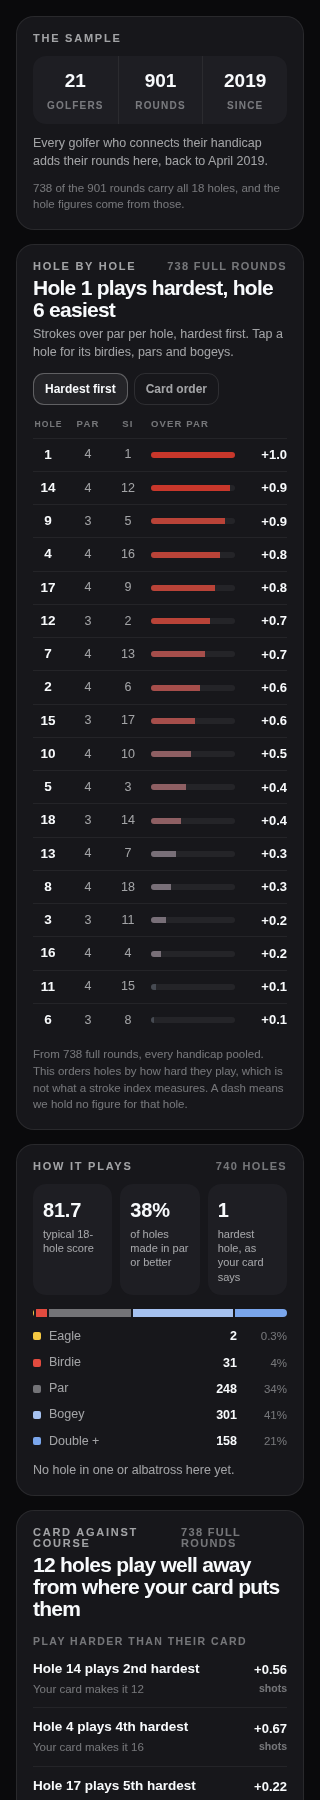 THE SAMPLE
21 901 2019
GOLFERS ROUNDS SINCE
Every golfer who connects their handicap
adds their rounds here, back to April 2019.
738 of the 901 rounds carry all 18 holes, and the
hole figures come from those.
HOLE BY HOLE 738 FULL ROUNDS
Hole 1 plays hardest, hole
6 easiest
Strokes over par per hole, hardest first. Tap a
hole for its birdies, pars and bogeys.
Hardest first Card order
HOLE PAR SI OVER PAR
1 4 1 +1.0
14 4 12 +0.9
9 3 5 +0.9
4 4 16 +0.8
17 4 9 +0.8
12 3 2 +0.7
7 4 13 +0.7
2 4 6 +0.6
15 3 17 +0.6
10 4 10 +0.5
5 4 3 +0.4
18 3 14 +0.4
13 4 7 +0.3
8 4 18 +0.3
3 3 11 +0.2
16 4 4 +0.2
11 4 15 +0.1
6 3 8 +0.1
From 738 full rounds, every handicap pooled.
This orders holes by how hard they play, which is
not what a stroke index measures. A dash means
we hold no figure for that hole.
HOW IT PLAYS 740 HOLES
81.7 38% 1
typical 18- of holes hardest
hole score made in par hole, as
or better your card
says
Eagle 2 0.3%
Birdie 31 4%
Par 248 34%
Bogey 301 41%
Double + 158 21%
No hole in one or albatross here yet.
CARD AGAINST 738 FULL
COURSE ROUNDS
12 holes play well away
from where your card puts
them
PLAY HARDER THAN THEIR CARD
Hole 14 plays 2nd hardest +0.56
Your card makes it 12 shots
Hole 4 plays 4th hardest +0.67
Your card makes it 16 shots
Hole 17 plays 5th hardest +0.22